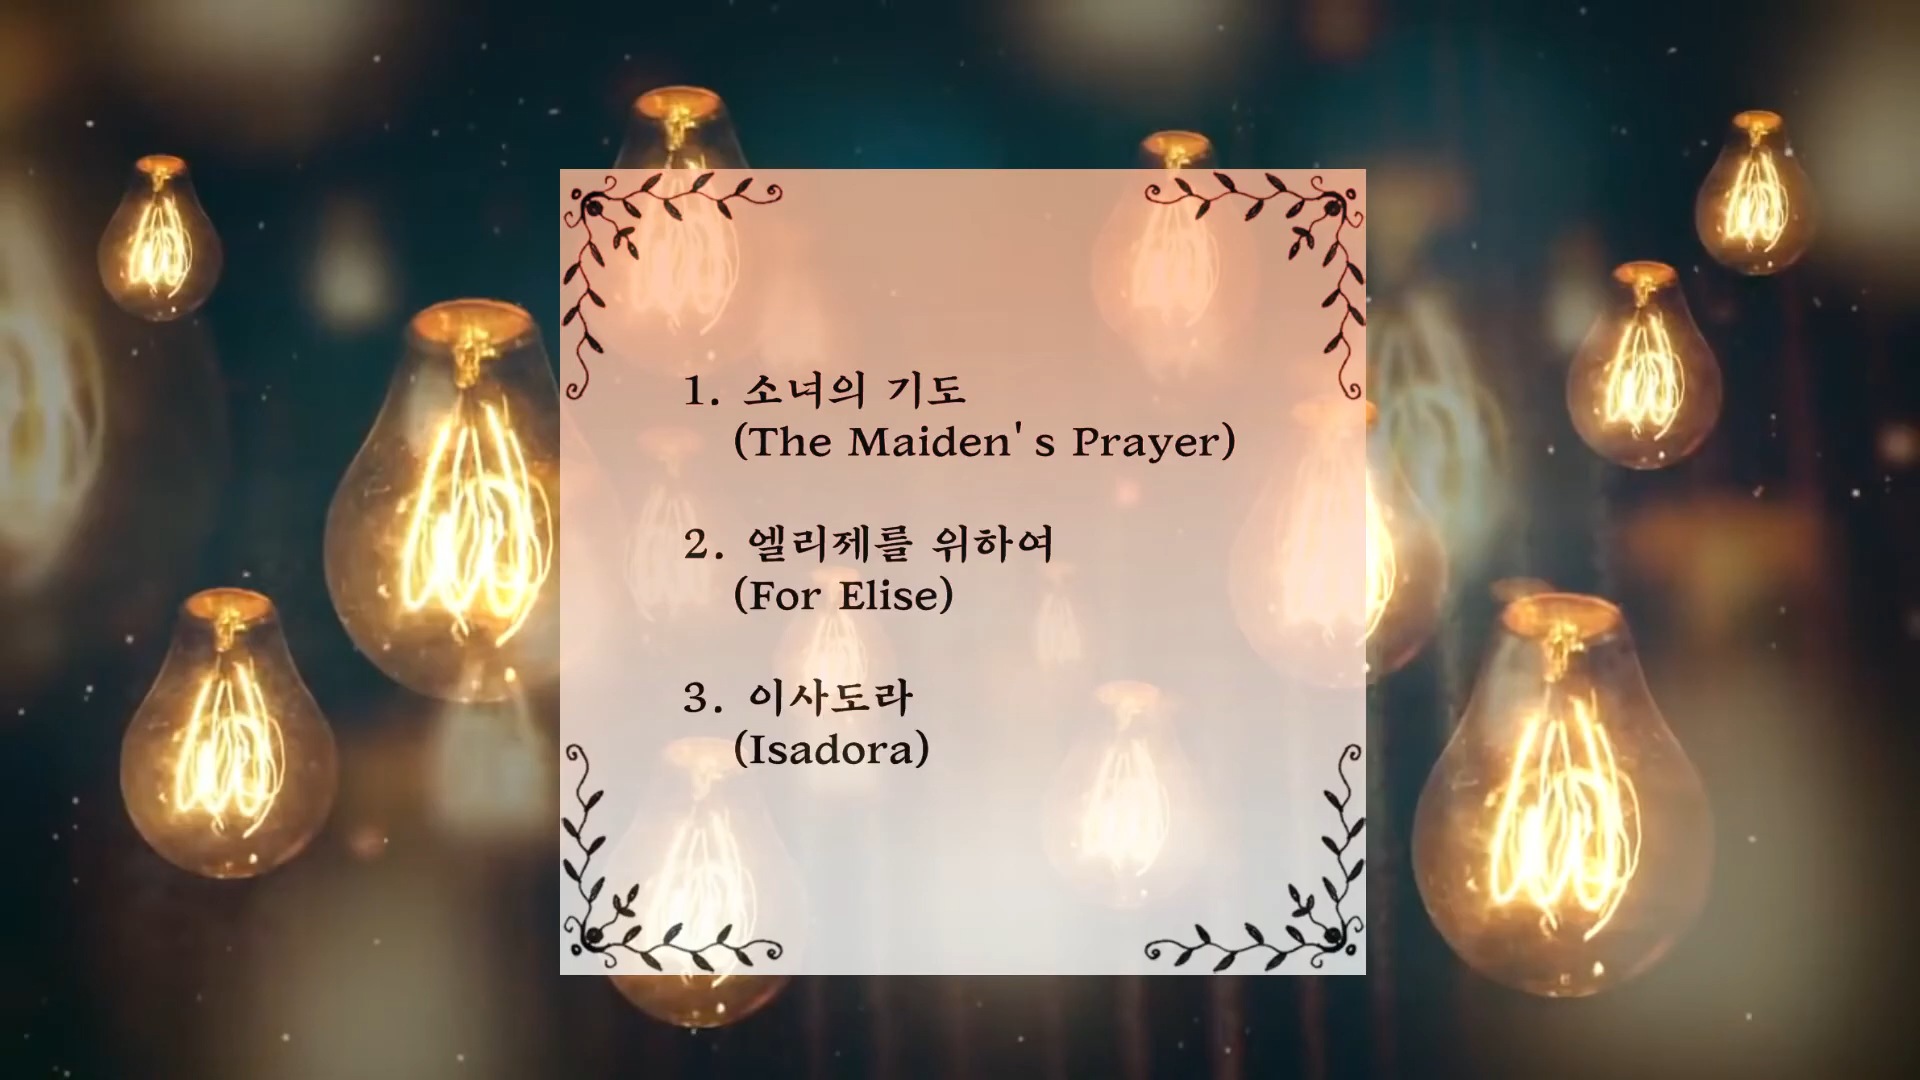 1. 소녀의 기도
(The Maiden's Prayer)
2. 엘리제를 위하여
(For Elise)
3. 이사도라
(Isadora)